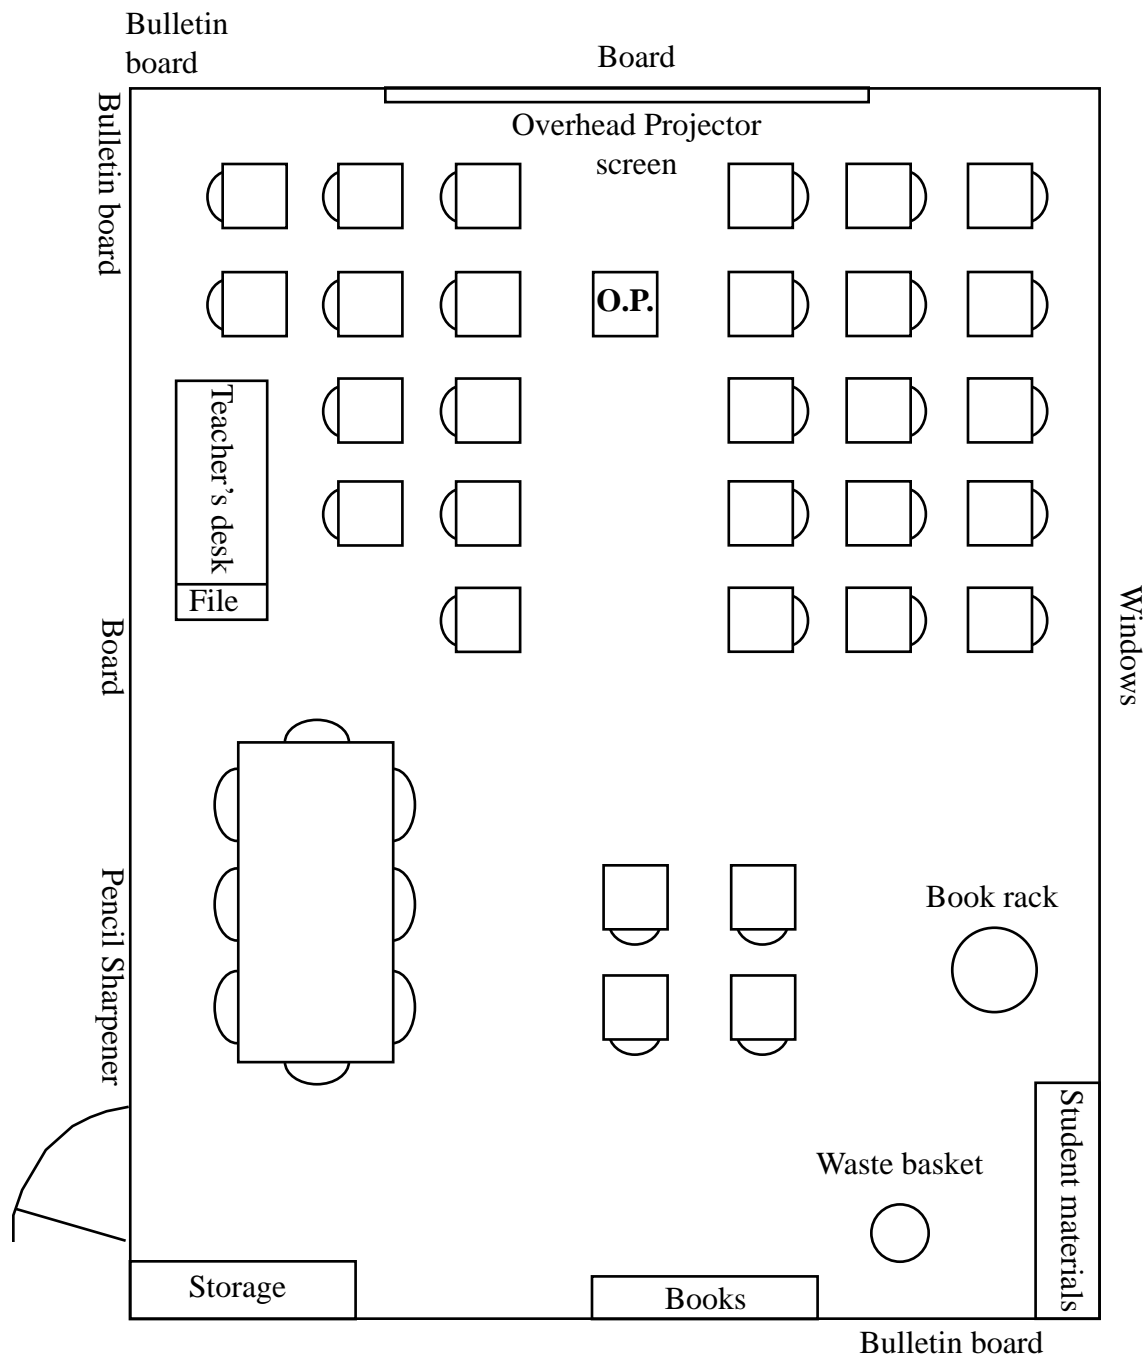 Bulletin
board
Board
Bulletin board
Overhead Projector
screen
O.P.
Teacher’s desk
File
Board
Windows
Pencil Sharpener
Book rack
Student materials
Waste basket
Storage
Books
Bulletin board